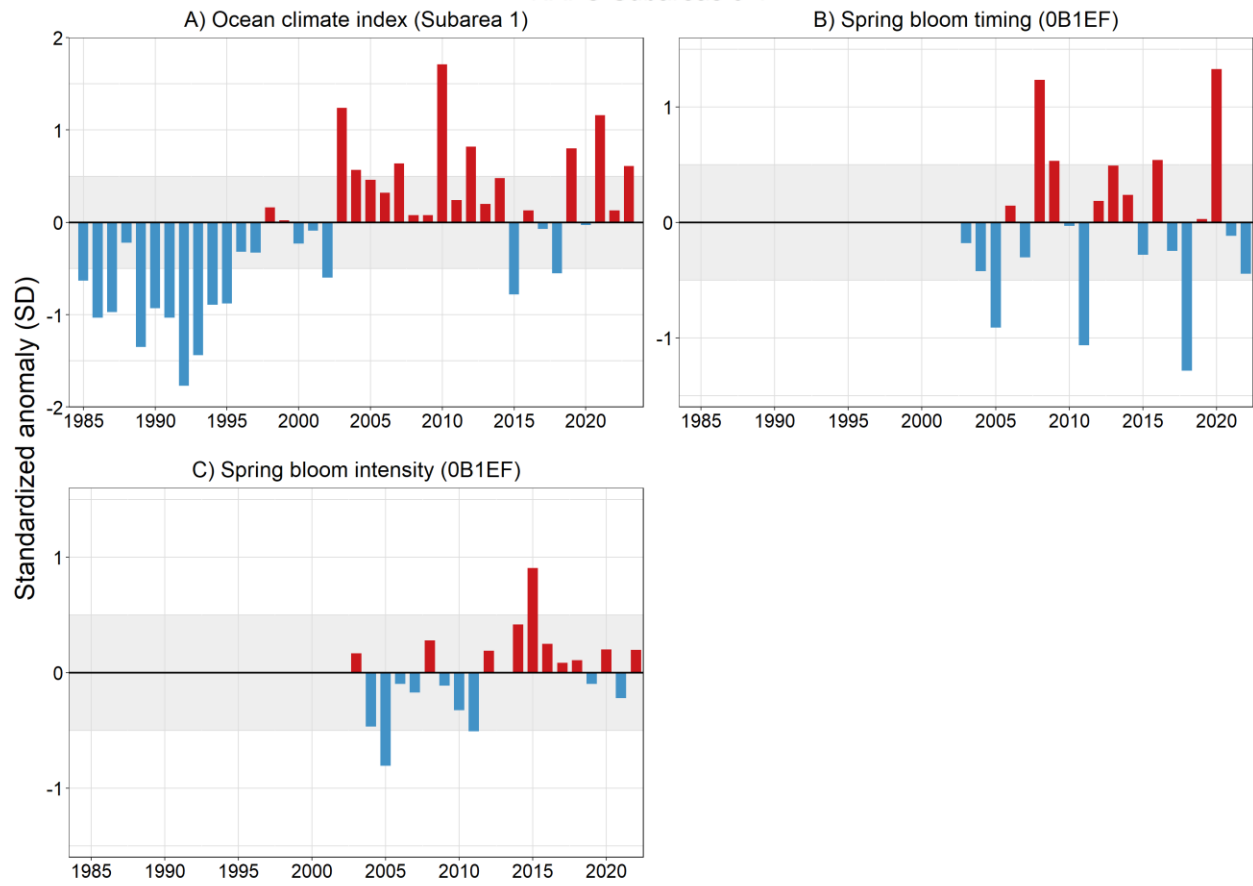 A) Ocean climate index (Subarea 1)
B) Spring bloom timing (0B1EF)
2
1
0
-1
-2
1985 1990 1995 2000 2005 2010 2015 2020
1
0
-1
1985 1990 1995 2000 2005 2010 2015 2020
Standardized anomaly (SD)
C) Spring bloom intensity (0B1EF)
1
0
-1
1985 1990 1995 2000 2005 2010 2015 2020